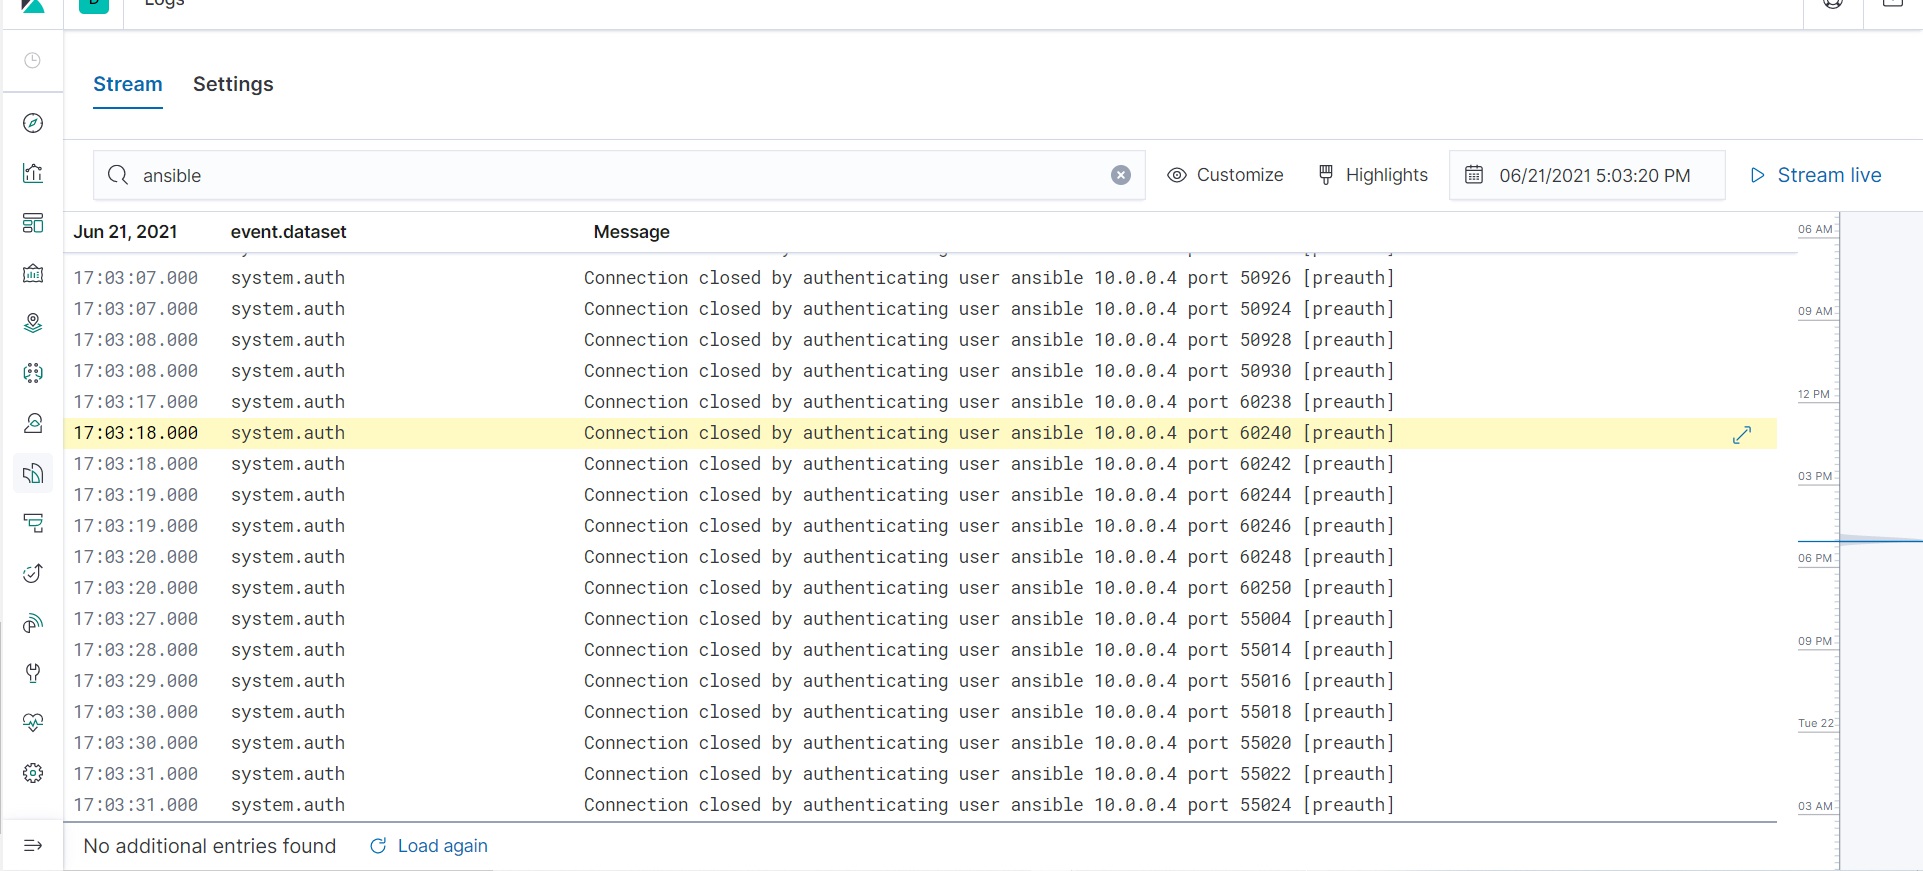 D Logs
Stream Settings
ansible Customize Highlights 06/21/2021 5:03:20 PM Stream live
Jun 21, 2021 event.dataset Message
17:03:07.000 system.auth Connection closed by authenticating user ansible 10.0.0.4 port 50926 [preauth]
17:03:07.000 system.auth Connection closed by authenticating user ansible 10.0.0.4 port 50924 [preauth]
17:03:08.000 system.auth Connection closed by authenticating user ansible 10.0.0.4 port 50928 [preauth]
17:03:08.000 system.auth Connection closed by authenticating user ansible 10.0.0.4 port 50930 [preauth]
17:03:17.000 system.auth Connection closed by authenticating user ansible 10.0.0.4 port 60238 [preauth]
17:03:18.000 system.auth Connection closed by authenticating user ansible 10.0.0.4 port 60240 [preauth]
17:03:18.000 system.auth Connection closed by authenticating user ansible 10.0.0.4 port 60242 [preauth]
17:03:19.000 system.auth Connection closed by authenticating user ansible 10.0.0.4 port 60244 [preauth]
17:03:19.000 system.auth Connection closed by authenticating user ansible 10.0.0.4 port 60246 [preauth]
17:03:20.000 system.auth Connection closed by authenticating user ansible 10.0.0.4 port 60248 [preauth]
17:03:20.000 system.auth Connection closed by authenticating user ansible 10.0.0.4 port 60250 [preauth]
17:03:27.000 system.auth Connection closed by authenticating user ansible 10.0.0.4 port 55004 [preauth]
17:03:28.000 system.auth Connection closed by authenticating user ansible 10.0.0.4 port 55014 [preauth]
17:03:29.000 system.auth Connection closed by authenticating user ansible 10.0.0.4 port 55016 [preauth]
17:03:30.000 system.auth Connection closed by authenticating user ansible 10.0.0.4 port 55018 [preauth]
17:03:30.000 system.auth Connection closed by authenticating user ansible 10.0.0.4 port 55020 [preauth]
17:03:31.000 system.auth Connection closed by authenticating user ansible 10.0.0.4 port 55022 [preauth]
17:03:31.000 system.auth Connection closed by authenticating user ansible 10.0.0.4 port 55024 [preauth]
No additional entries found Load again
06 AM
09 AM
12 PM
03 PM
06 PM
09 PM
Tue 22
03 AM